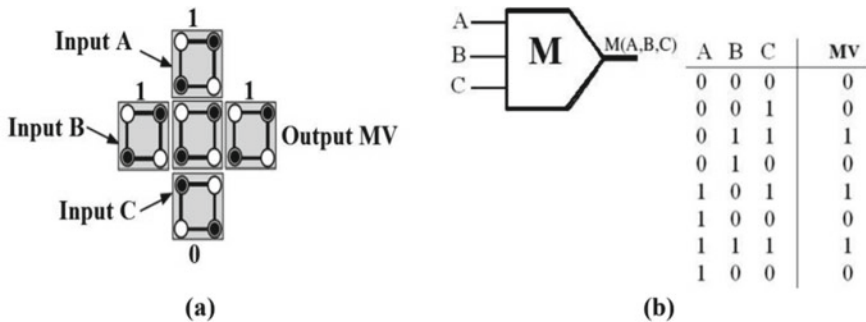 1
Input A
1
1
Input B
Output MV
Input C
0
(a)
A
B
C
M
M(A,B,C)
A B C MV
0 0 0 0
0 0 1 0
0 1 1 1
0 1 0 0
1 0 1 1
1 0 0 0
1 1 1 1
1 0 0 0
(b)